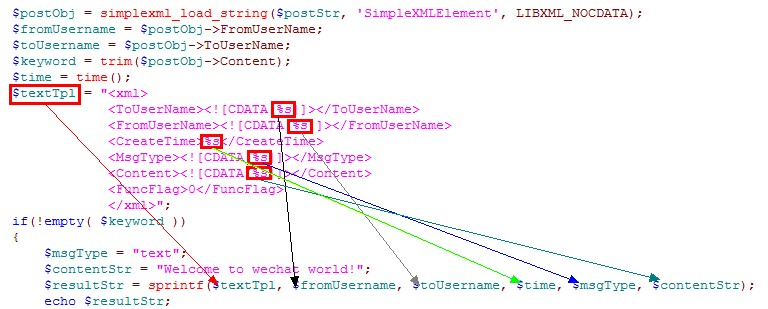 $postObj = simplexml_load_string($postStr, 'SimpleXMLElement', LIBXML_NOCDATA);
$fromUsername = $postObj->FromUserName;
$toUsername = $postObj->ToUserName;
$keyword = trim($postObj->Content);
$time = time();
$textTpl = "<xml>
<ToUserName><![CDATA[%s]]></ToUserName>
<FromUserName><![CDATA[%s]]></FromUserName>
<CreateTime>%s</CreateTime>
<MsgType><![CDATA[%s]]></MsgType>
<Content><![CDATA[%s]]></Content>
<FuncFlag>0</FuncFlag>
</xml>";
if(!empty( $keyword ))
{
$msgType = "text";
$contentStr = "Welcome to wechat world!";
$resultStr = sprintf($textTpl, $fromUsername, $toUsername, $time, $msgType, $contentStr);
echo $resultStr;